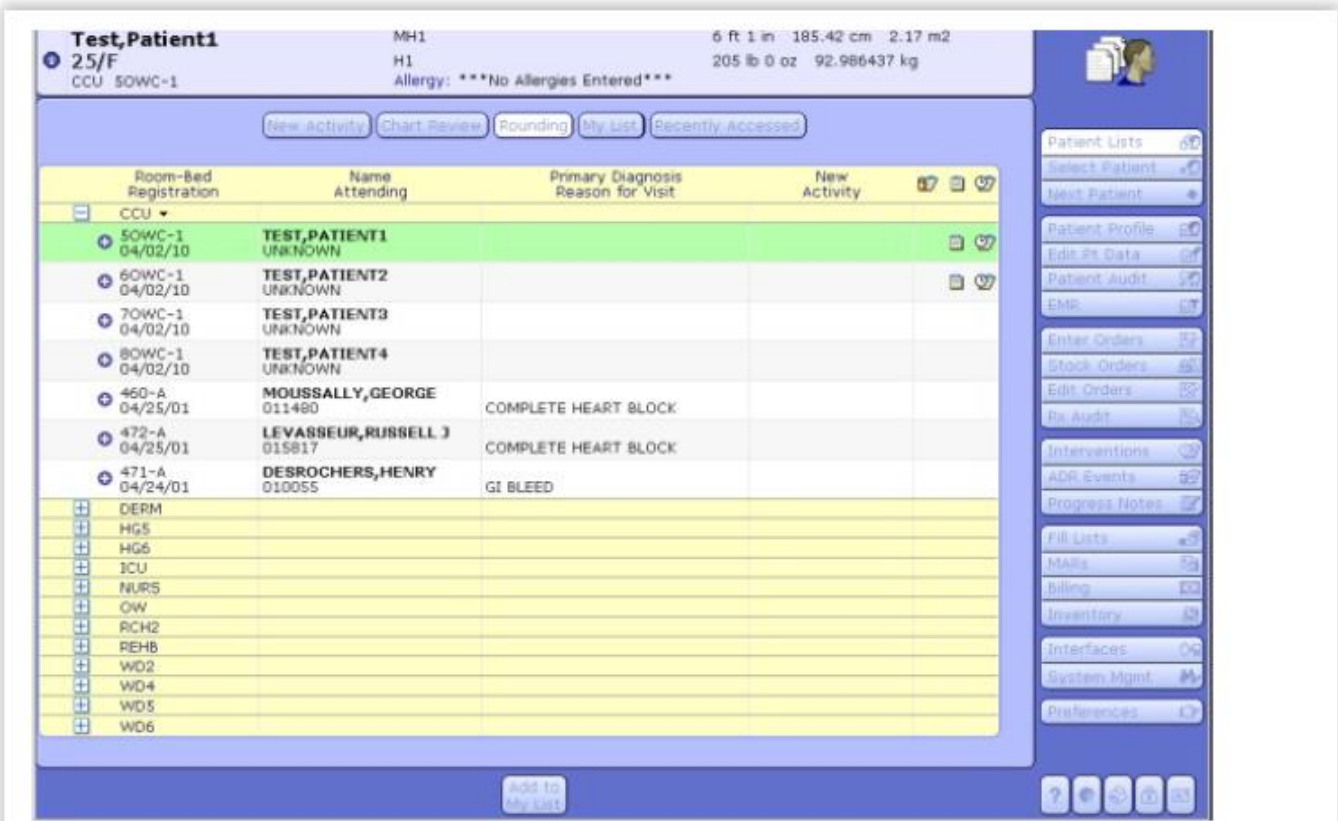 Test,Patient1
25/F
CCU 5OWC-1
MH1
H1
Allergy: ***No Allergies Entered***
6 ft 1 in 185.42 cm 2.17 m2
205 lb 0 oz 92.986437 kg
New Activity Chart Review Rounding My List Recently Accessed
Room-Bed Name Primary Diagnosis New
Registration Attending Reason for Visit Activity
CCU
5OWC-1 TEST,PATIENT1
04/02/10 UNKNOWN
6OWC-1 TEST,PATIENT2
04/02/10 UNKNOWN
7OWC-1 TEST,PATIENT3
04/02/10 UNKNOWN
8OWC-1 TEST,PATIENT4
04/02/10 UNKNOWN
460-A MOUSSALLY,GEORGE
04/25/01 011480 COMPLETE HEART BLOCK
472-A LEVASSEUR,RUSSELL J
04/25/01 015817 COMPLETE HEART BLOCK
471-A DESROCHERS,HENRY
04/24/01 010055 GI BLEED
DERM
HG5
HG6
ICU
NURS
OW
RCH2
REHB
WD2
WD4
WD5
WD6
Add to
My List
Patient Lists
Select Patient
Next Patient
Patient Profile
Edit Pt Data
Patient Audit
EMR
Enter Orders
Stock Orders
Edit Orders
Rx Audit
Interventions
ADR Events
Progress Notes
Fill Lists
MARs
Billing
Inventory
Interfaces
System Mgmt
Preferences
?